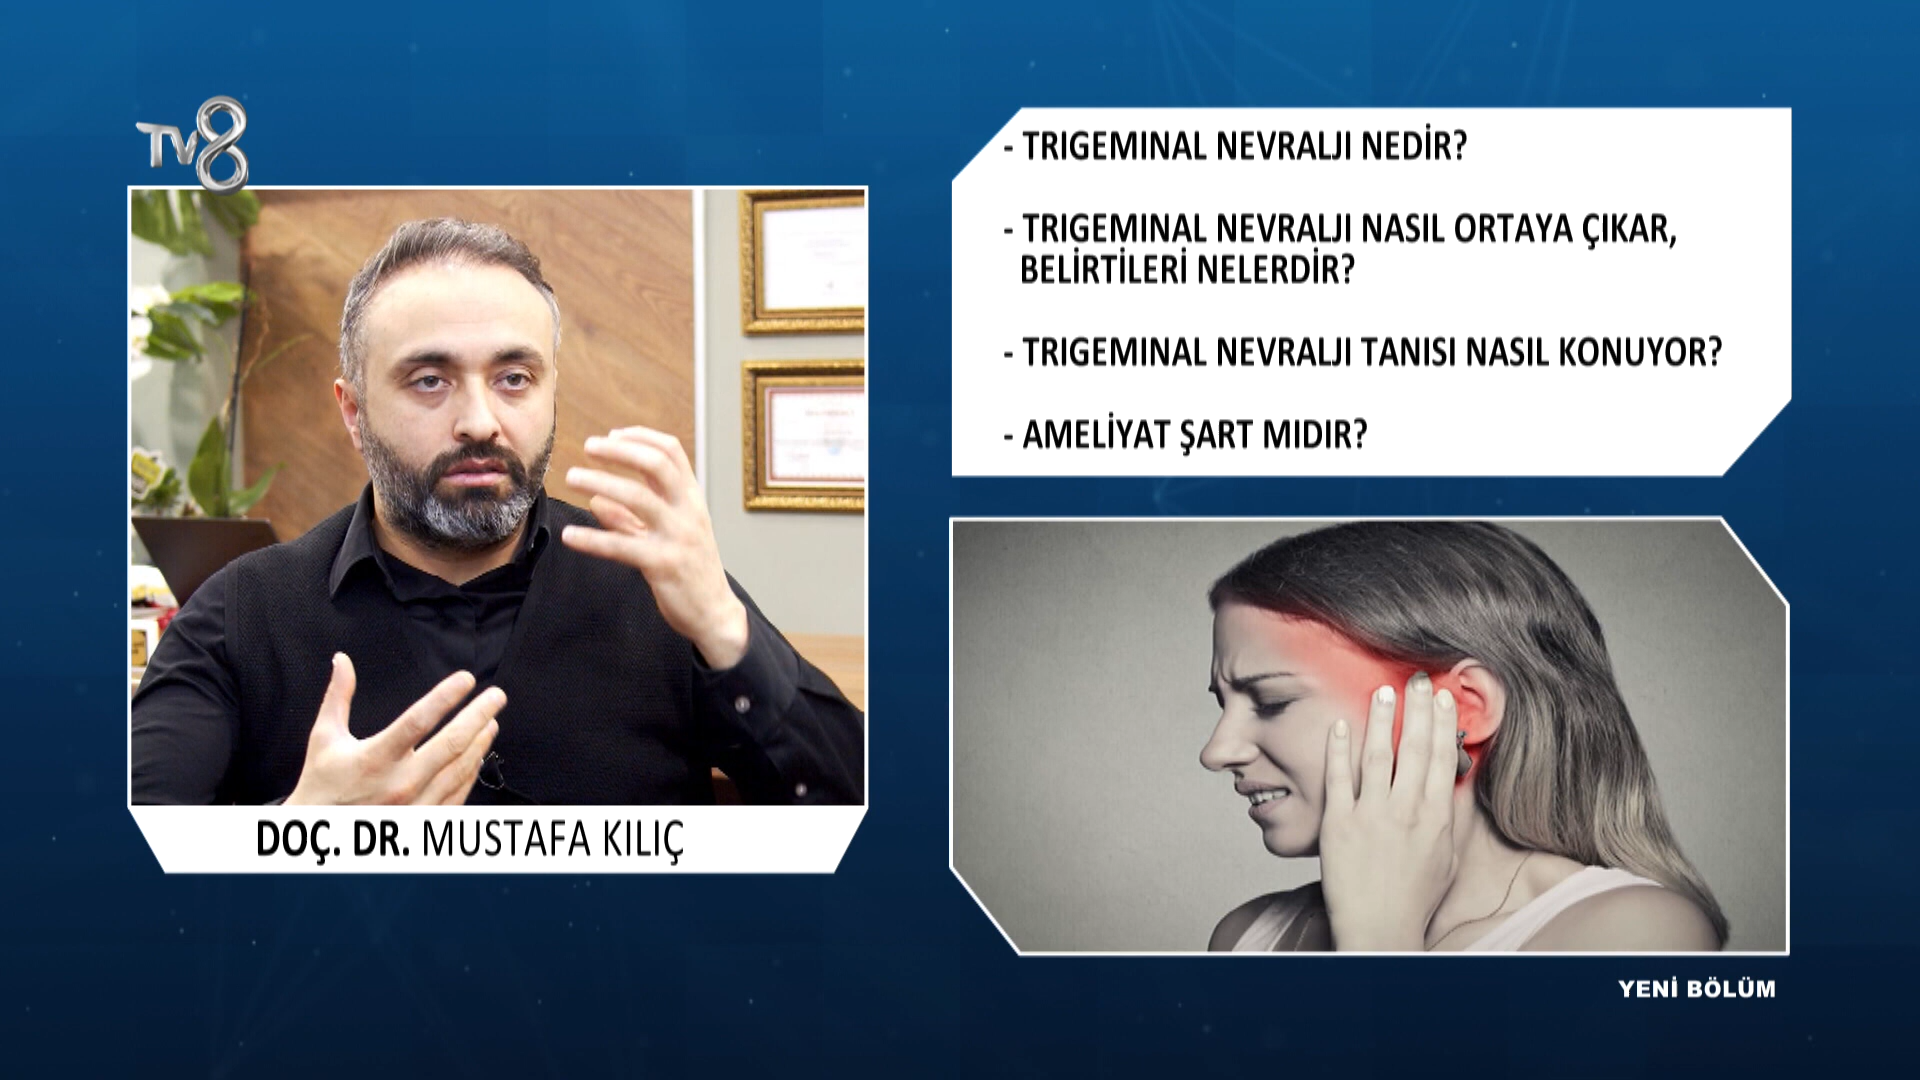 TV8
- TRIGEMINAL NEVRALJI NEDİR?
- TRIGEMINAL NEVRALJI NASIL ORTAYA ÇIKAR,
BELİRTİLERİ NELERDİR?
- TRIGEMINAL NEVRALJI TANISI NASIL KONUYOR?
- AMELİYAT ŞART MIDIR?
DOÇ. DR. MUSTAFA KILIÇ
YENİ BÖLÜM